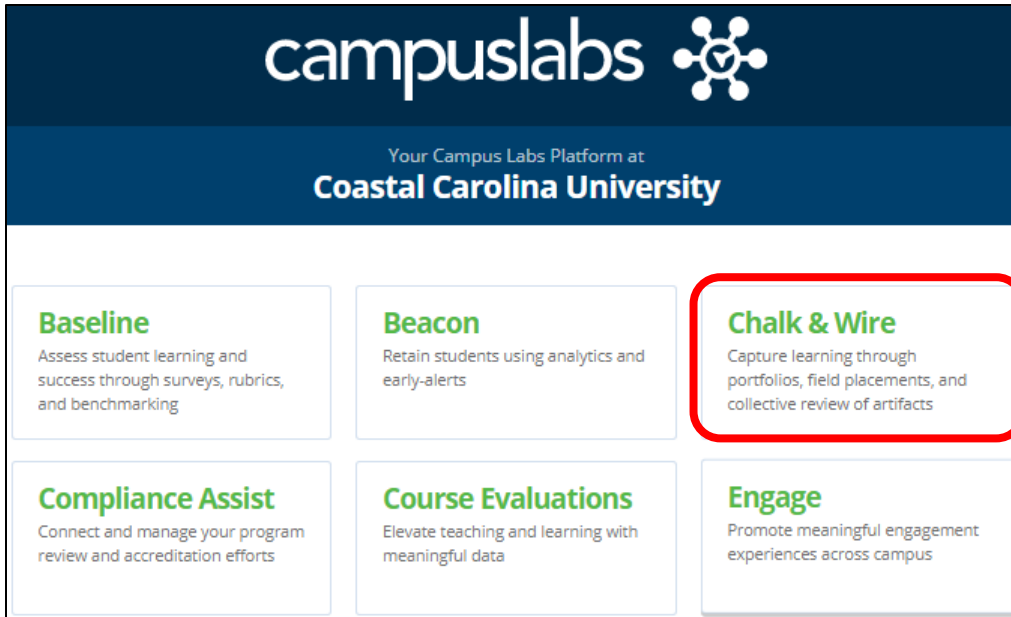 campuslabs
Your Campus Labs Platform at
Coastal Carolina University
Baseline
Assess student learning and
success through surveys, rubrics,
and benchmarking
Beacon
Retain students using analytics and
early-alerts
Chalk & Wire
Capture learning through
portfolios, field placements, and
collective review of artifacts
Compliance Assist
Connect and manage your program
review and accreditation efforts
Course Evaluations
Elevate teaching and learning with
meaningful data
Engage
Promote meaningful engagement
experiences across campus